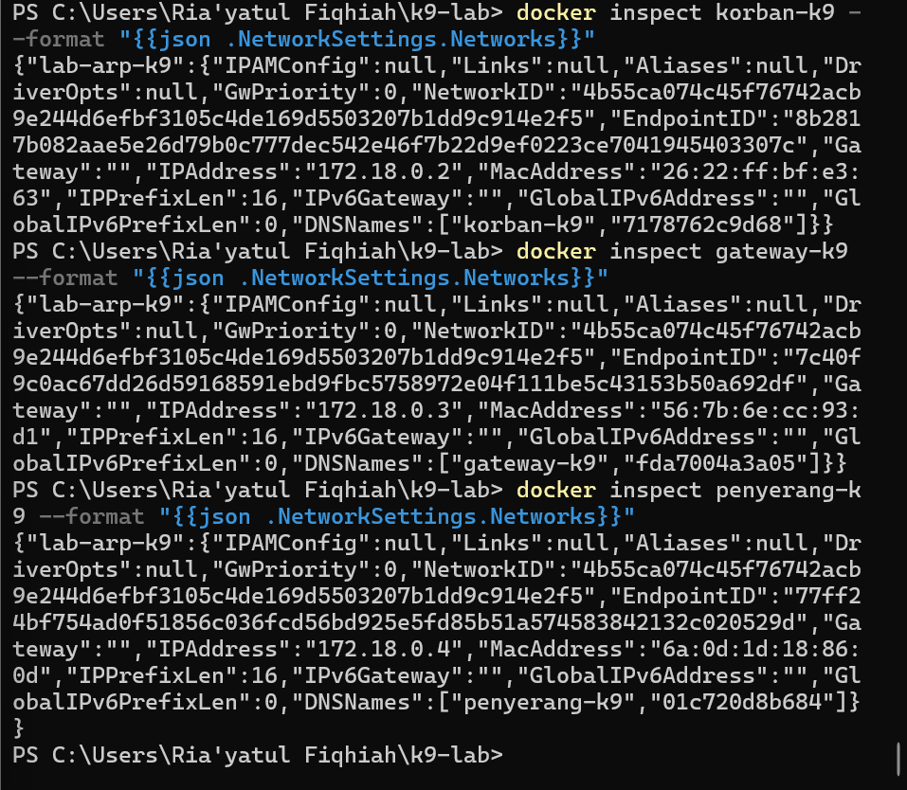 PS C:\Users\Ria'yatul Fiqhiah\k9-lab> docker inspect korban-k9 -
-format "{{json .NetworkSettings.Networks}}"
{"lab-arp-k9":{"IPAMConfig":null,"Links":null,"Aliases":null,"Dr
iverOpts":null,"GwPriority":0,"NetworkID":"4b55ca074c45f76742acb
9e244d6efbf3105c4de169d5503207b1dd9c914e2f5","EndpointID":"8b281
7b082aae5e26d79b0c777dec542e46f7b22d9ef0223ce7041945403307c","Ga
teway":"","IPAddress":"172.18.0.2","MacAddress":"26:22:ff:bf:e3:
63","IPPrefixLen":16,"IPv6Gateway":"","GlobalIPv6Address":"","Gl
obalIPv6PrefixLen":0,"DNSNames":["korban-k9","7178762c9d68"]}}
PS C:\Users\Ria'yatul Fiqhiah\k9-lab> docker inspect gateway-k9
--format "{{json .NetworkSettings.Networks}}"
{"lab-arp-k9":{"IPAMConfig":null,"Links":null,"Aliases":null,"Dr
iverOpts":null,"GwPriority":0,"NetworkID":"4b55ca074c45f76742acb
9e244d6efbf3105c4de169d5503207b1dd9c914e2f5","EndpointID":"7c40f
9c0ac67dd26d59168591ebd9fbc5758972e04f111be5c43153b50a692df","Ga
teway":"","IPAddress":"172.18.0.3","MacAddress":"56:7b:6e:cc:93:
d1","IPPrefixLen":16,"IPv6Gateway":"","GlobalIPv6Address":"","Gl
obalIPv6PrefixLen":0,"DNSNames":["gateway-k9","fda7004a3a05"]}}
PS C:\Users\Ria'yatul Fiqhiah\k9-lab> docker inspect penyerang-k
9 --format "{{json .NetworkSettings.Networks}}"
{"lab-arp-k9":{"IPAMConfig":null,"Links":null,"Aliases":null,"Dr
iverOpts":null,"GwPriority":0,"NetworkID":"4b55ca074c45f76742acb
9e244d6efbf3105c4de169d5503207b1dd9c914e2f5","EndpointID":"77ff2
4bf754ad0f51856c036fcd56bd925e5fd85b51a574583842132c020529d","Ga
teway":"","IPAddress":"172.18.0.4","MacAddress":"6a:0d:1d:18:86:
0d","IPPrefixLen":16,"IPv6Gateway":"","GlobalIPv6Address":"","Gl
obalIPv6PrefixLen":0,"DNSNames":["penyerang-k9","01c720d8b684"]}
}
PS C:\Users\Ria'yatul Fiqhiah\k9-lab>